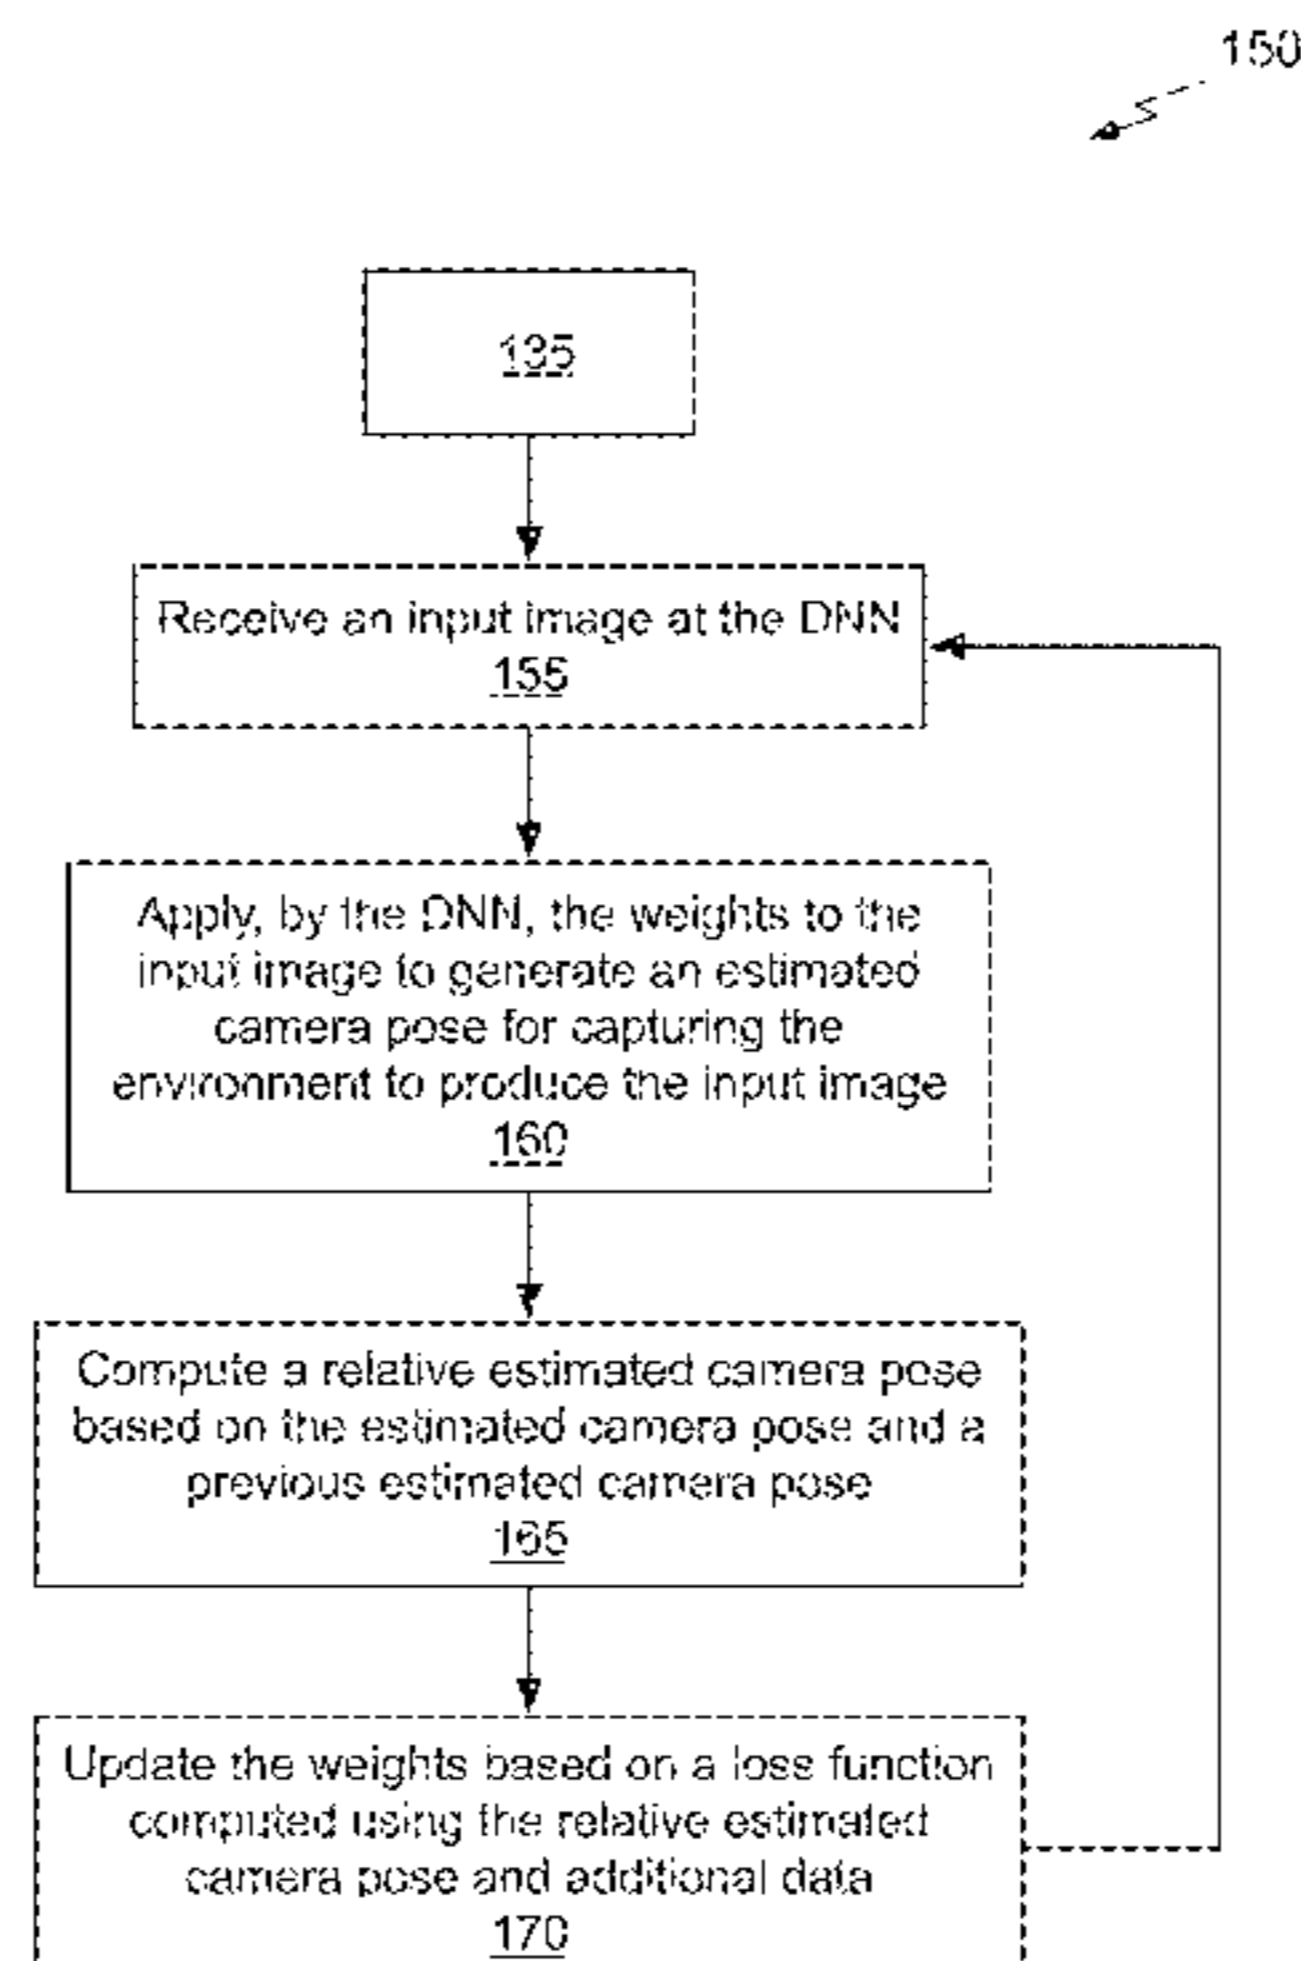 150
135
Receive an input image at the DNN
155
Apply, by the DNN, the weights to the
input image to generate an estimated
camera pose for capturing the
environment to produce the input image
160
Compute a relative estimated camera pose
based on the estimated camera pose and a
previous estimated camera pose
165
Update the weights based on a loss function
computed using the relative estimated
camera pose and additional data
170